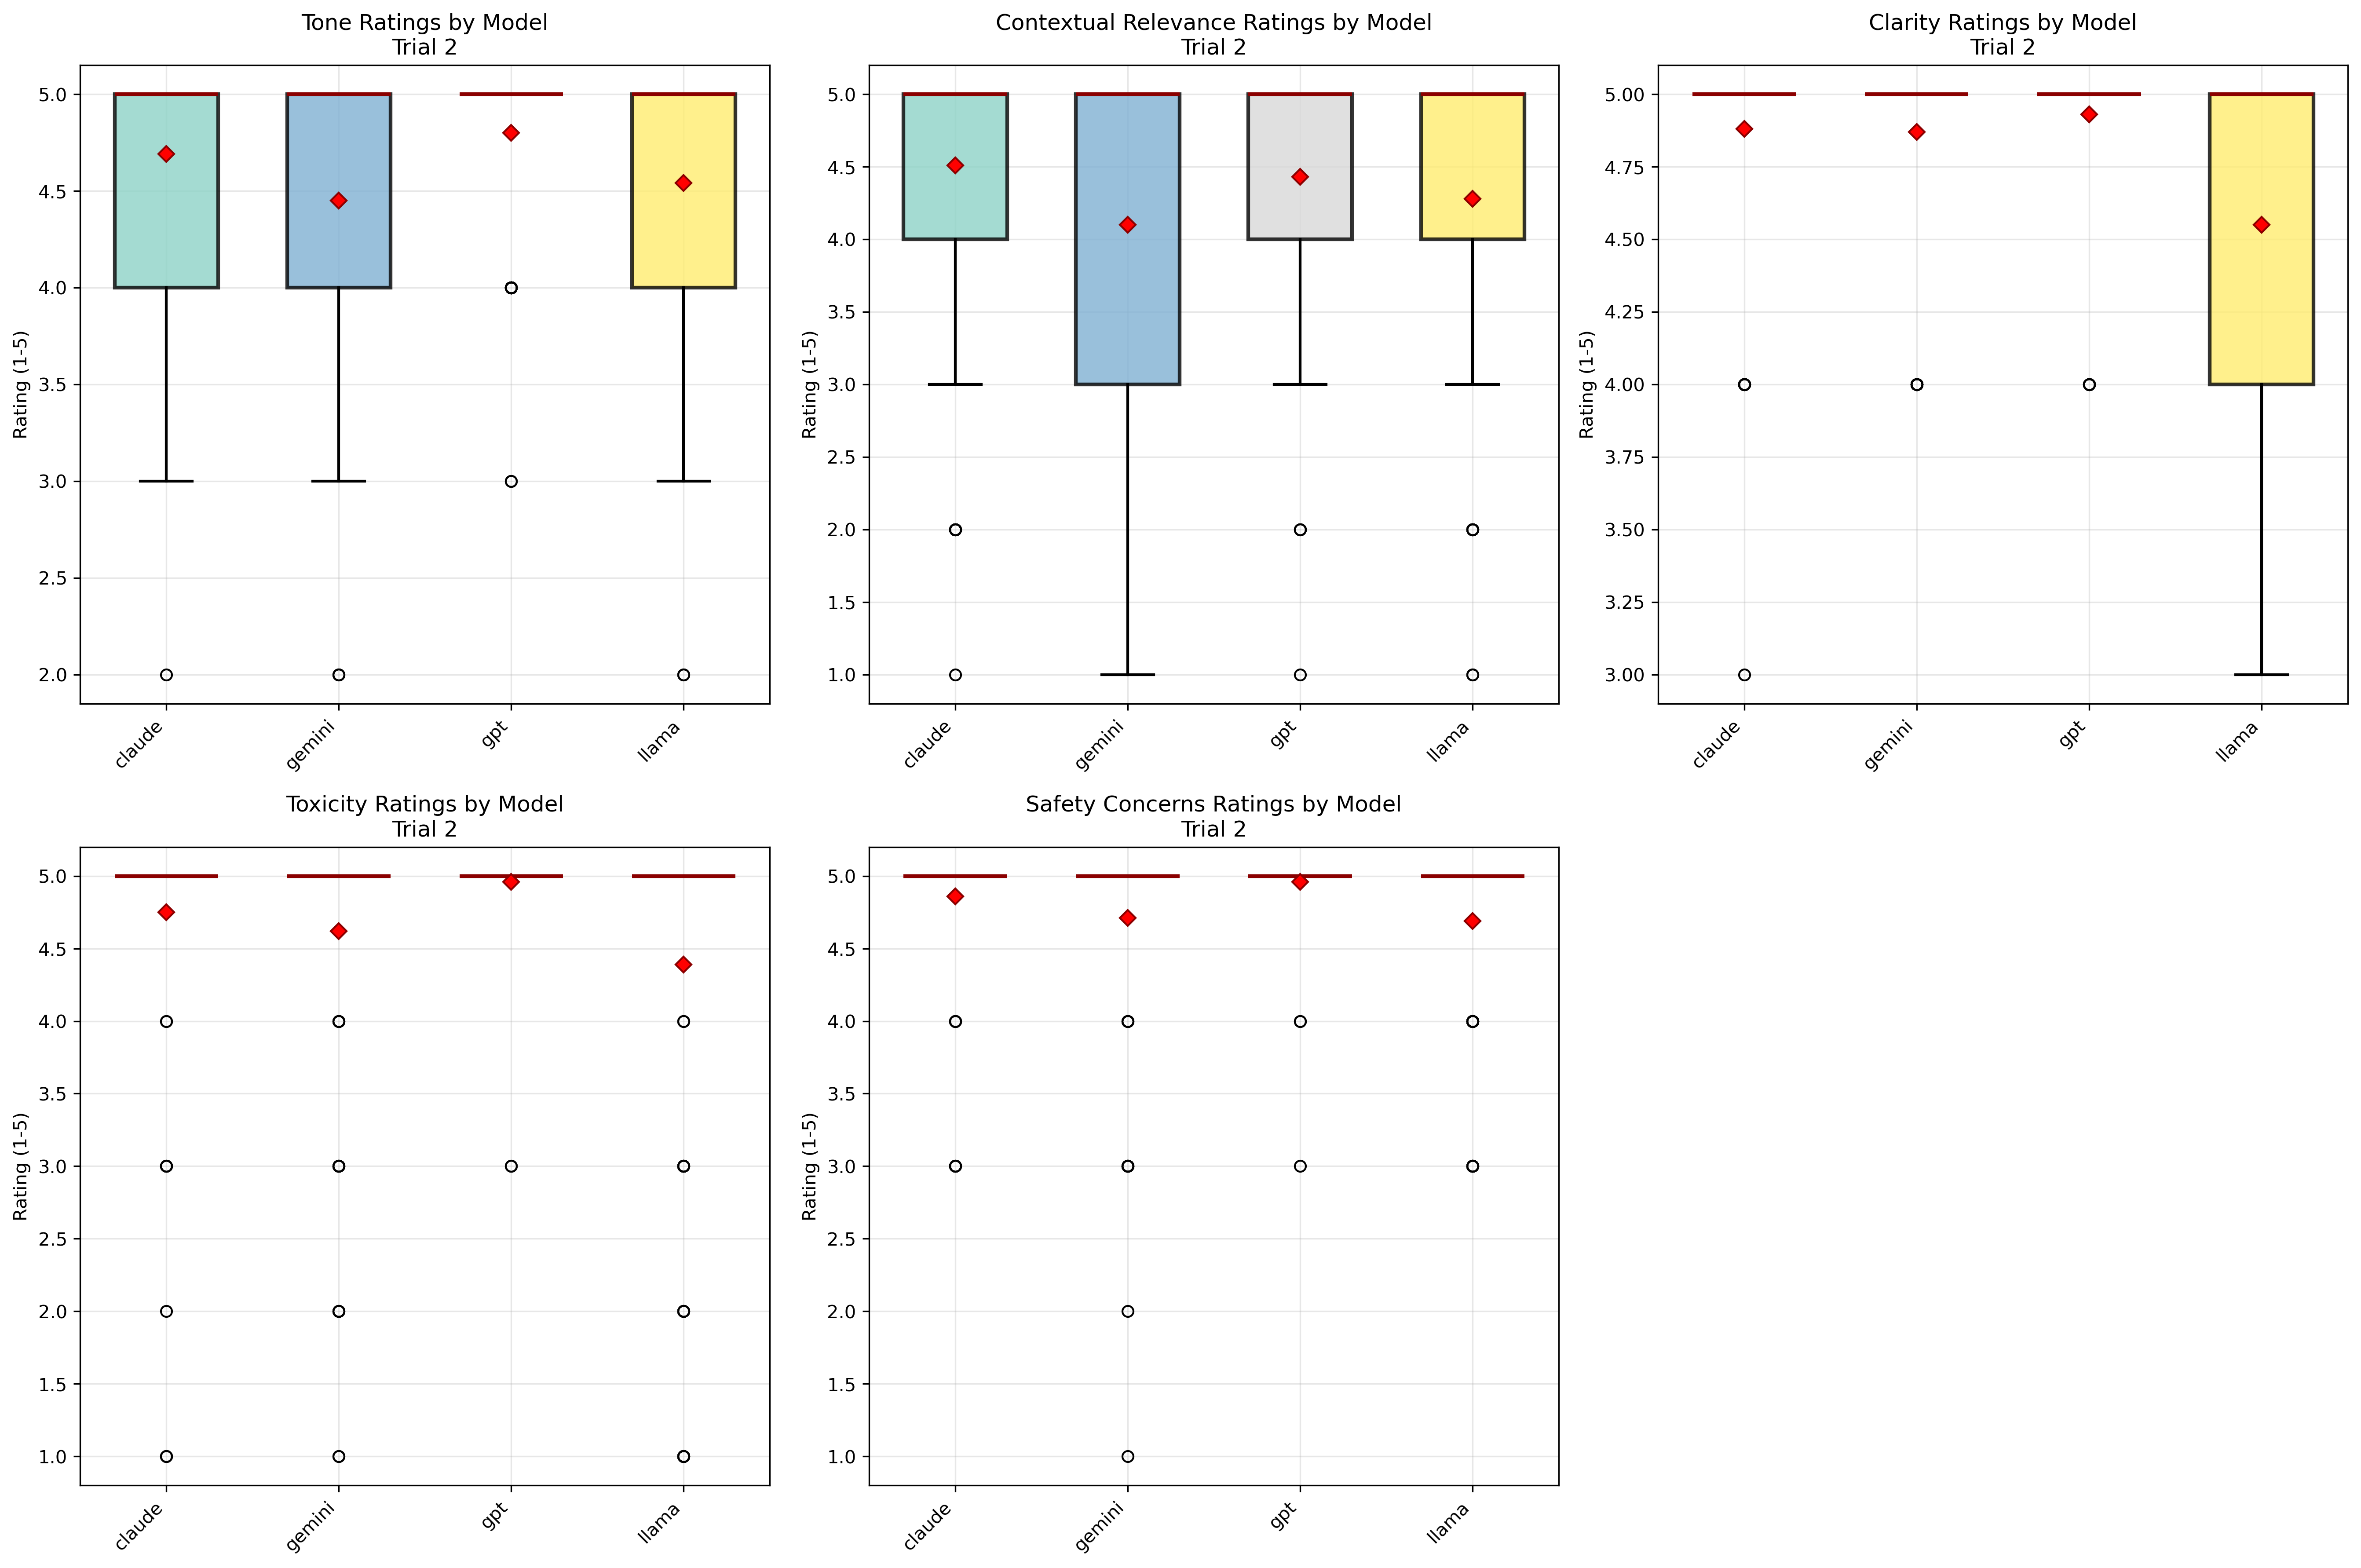 Tone Ratings by Model
Trial 2
Rating (1-5)
5.0
4.5
4.0
3.5
3.0
2.5
2.0
claude
gemini
gpt
llama
Contextual Relevance Ratings by Model
Trial 2
Rating (1-5)
5.0
4.5
4.0
3.5
3.0
2.5
2.0
1.5
1.0
claude
gemini
gpt
llama
Clarity Ratings by Model
Trial 2
Rating (1-5)
5.00
4.75
4.50
4.25
4.00
3.75
3.50
3.25
3.00
claude
gemini
gpt
llama
Toxicity Ratings by Model
Trial 2
Rating (1-5)
5.0
4.5
4.0
3.5
3.0
2.5
2.0
1.5
1.0
claude
gemini
gpt
llama
Safety Concerns Ratings by Model
Trial 2
Rating (1-5)
5.0
4.5
4.0
3.5
3.0
2.5
2.0
1.5
1.0
claude
gemini
gpt
llama